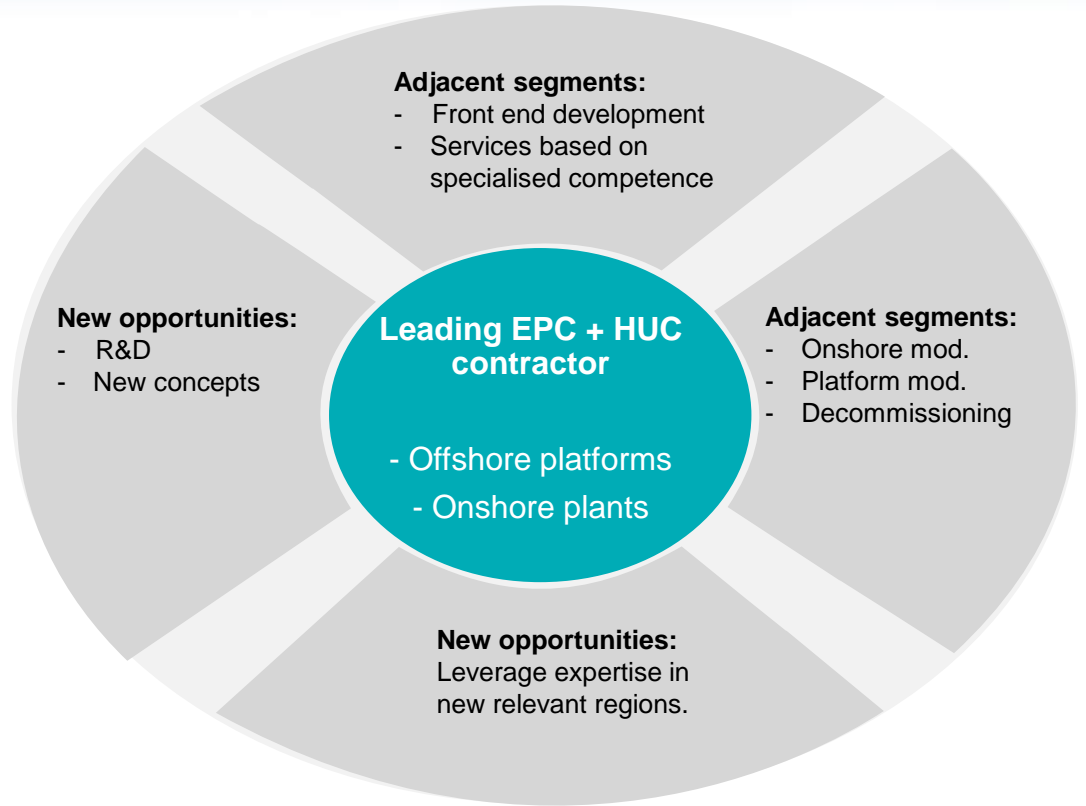 Adjacent segments:
- Front end development
- Services based on
specialised competence
New opportunities:
- R&D
- New concepts
Leading EPC + HUC
contractor
- Offshore platforms
- Onshore plants
Adjacent segments:
- Onshore mod.
- Platform mod.
- Decommissioning
New opportunities:
Leverage expertise in
new relevant regions.